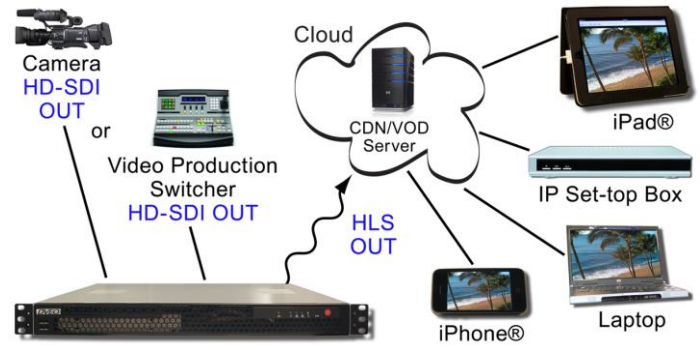 Camera
HD-SDI
OUT
or
Video Production
Switcher
HD-SDI OUT
Cloud
CDN/VOD
Server
HLS
OUT
iPad®
IP Set-top Box
Laptop
iPhone®